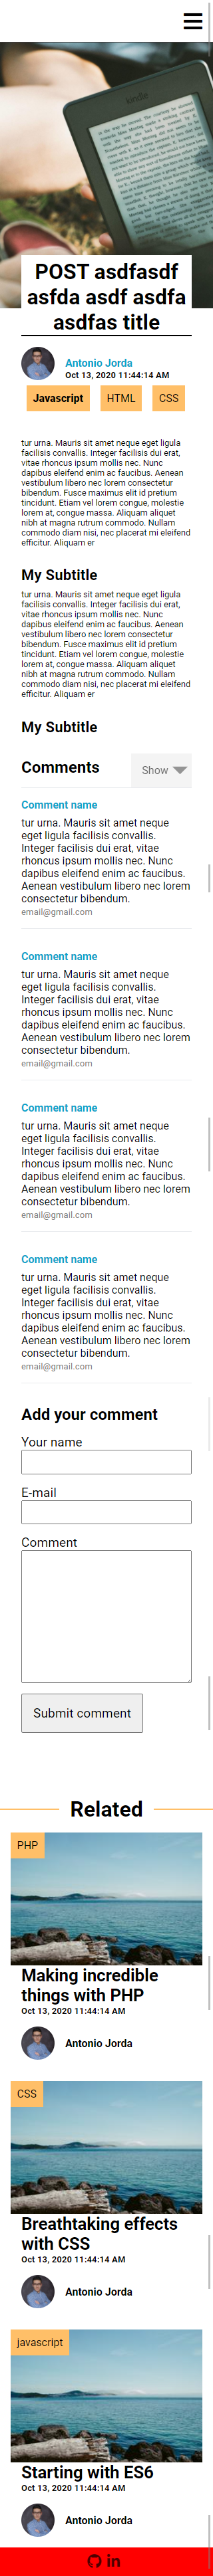 kindle
POST asdfasdf
asfda asdf asdfa
asdfas title
Antonio Jorda
Oct 13, 2020 11:44:14 AM
Javascript
HTML
CSS
tur urna. Mauris sit amet neque eget ligula
facilisis convallis. Integer facilisis dui erat,
vitae rhoncus ipsum mollis nec. Nunc
dapibus eleifend enim ac faucibus. Aenean
vestibulum libero nec lorem consectetur
bibendum. Fusce maximus elit id pretium
tincidunt. Etiam vel lorem congue, molestie
lorem at, congue massa. Aliquam aliquet
nibh at magna rutrum commodo. Nullam
commodo diam nisi, nec placerat mi eleifend
efficitur. Aliquam er
My Subtitle
tur urna. Mauris sit amet neque eget ligula
facilisis convallis. Integer facilisis dui erat,
vitae rhoncus ipsum mollis nec. Nunc
dapibus eleifend enim ac faucibus. Aenean
vestibulum libero nec lorem consectetur
bibendum. Fusce maximus elit id pretium
tincidunt. Etiam vel lorem congue, molestie
lorem at, congue massa. Aliquam aliquet
nibh at magna rutrum commodo. Nullam
commodo diam nisi, nec placerat mi eleifend
efficitur. Aliquam er
My Subtitle
Comments
Show
Comment name
tur urna. Mauris sit amet neque
eget ligula facilisis convallis.
Integer facilisis dui erat, vitae
rhoncus ipsum mollis nec. Nunc
dapibus eleifend enim ac faucibus.
Aenean vestibulum libero nec lorem
consectetur bibendum.
email@gmail.com
Comment name
tur urna. Mauris sit amet neque
eget ligula facilisis convallis.
Integer facilisis dui erat, vitae
rhoncus ipsum mollis nec. Nunc
dapibus eleifend enim ac faucibus.
Aenean vestibulum libero nec lorem
consectetur bibendum.
email@gmail.com
Comment name
tur urna. Mauris sit amet neque
eget ligula facilisis convallis.
Integer facilisis dui erat, vitae
rhoncus ipsum mollis nec. Nunc
dapibus eleifend enim ac faucibus.
Aenean vestibulum libero nec lorem
consectetur bibendum.
email@gmail.com
Comment name
tur urna. Mauris sit amet neque
eget ligula facilisis convallis.
Integer facilisis dui erat, vitae
rhoncus ipsum mollis nec. Nunc
dapibus eleifend enim ac faucibus.
Aenean vestibulum libero nec lorem
consectetur bibendum.
email@gmail.com
Add your comment
Your name
E-mail
Comment
Submit comment
Related
PHP
Making incredible
things with PHP
Oct 13, 2020 11:44:14 AM
Antonio Jorda
CSS
Breathtaking effects
with CSS
Oct 13, 2020 11:44:14 AM
Antonio Jorda
javascript
Starting with ES6
Oct 13, 2020 11:44:14 AM
Antonio Jorda
in